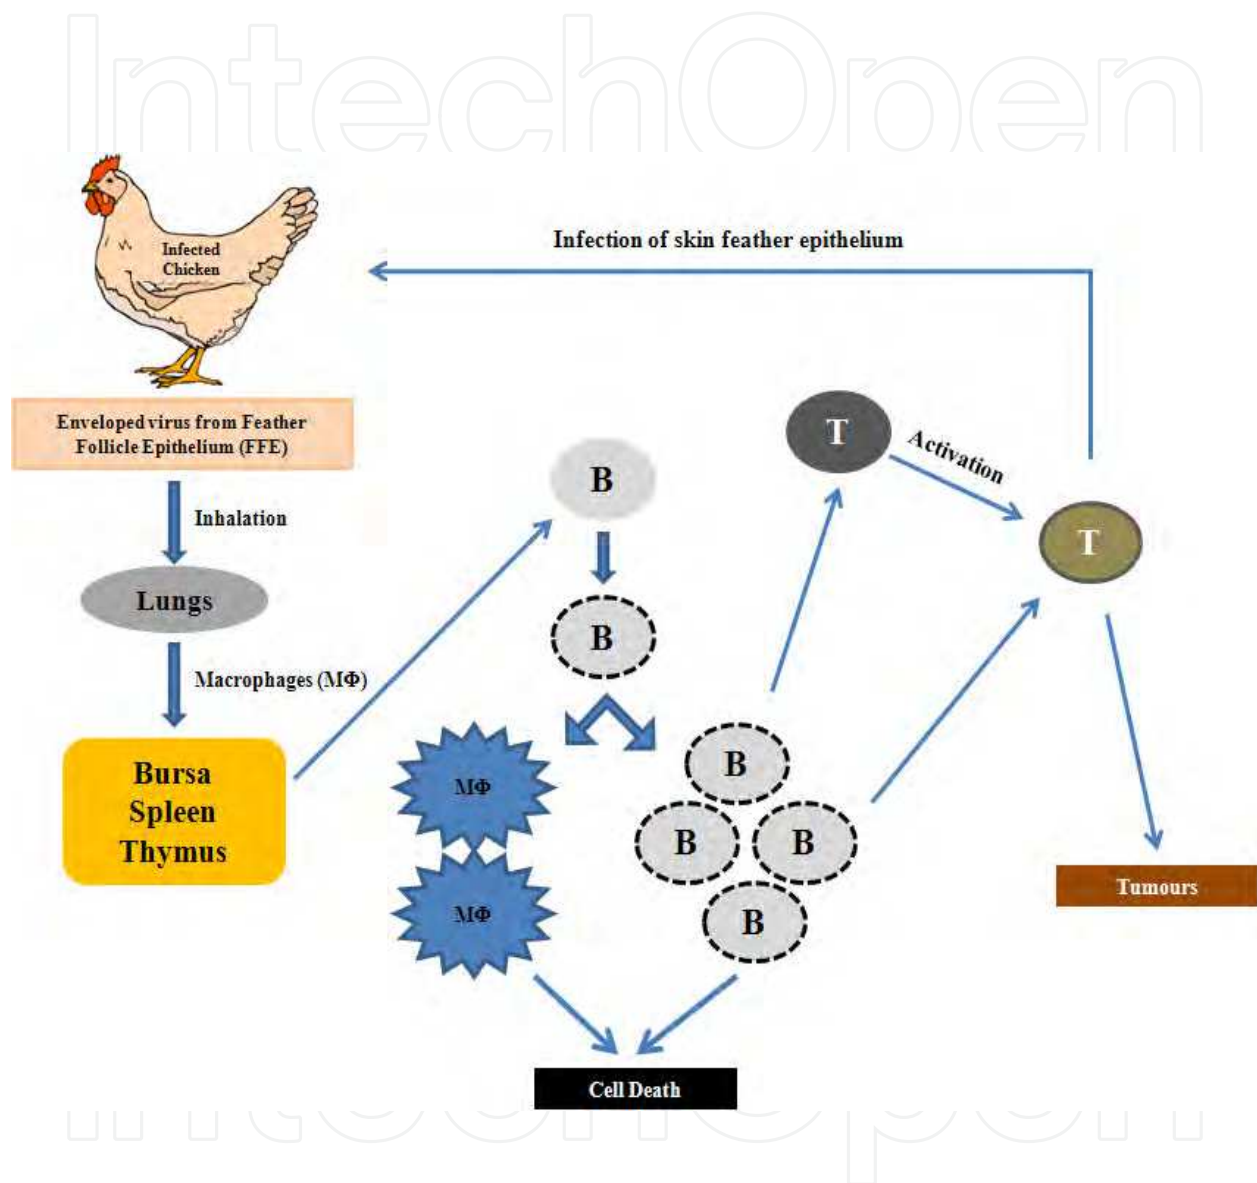 IntechOpen
Infected
Chicken
Infection of skin feather epithelium
Enveloped virus from Feather
Follicle Epithelium (FFE)
Inhalation
Lungs
Macrophages (MΦ)
Bursa
Spleen
Thymus
B
B
MΦ
MΦ
B
B
B
B
T
Activation
T
Tumours
Cell Death
IntechOpen